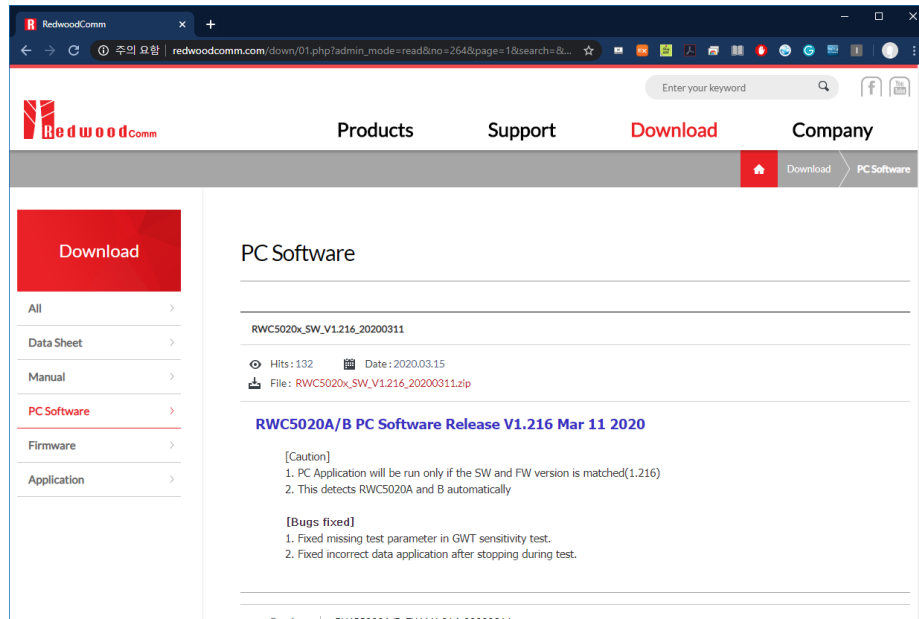 RedwoodComm
주의 요함 redwoodcomm.com/down/01.php?admin_mode=read&no=264&page=1&search=&...
Enter your keyword
RedwoodComm
Products Support Download Company
Download PC Software
Download
All
Data Sheet
Manual
PC Software
Firmware
Application
PC Software
RWC5020x_SW_V1.216_20200311
Hits : 132 Date : 2020.03.15
File : RWC5020x_SW_V1.216_20200311.zip
RWC5020A/B PC Software Release V1.216 Mar 11 2020
[Caution]
1. PC Application will be run only if the SW and FW version is matched(1.216)
2. This detects RWC5020A and B automatically
[Bugs fixed]
1. Fixed missing test parameter in GWT sensitivity test.
2. Fixed incorrect data application after stopping during test.